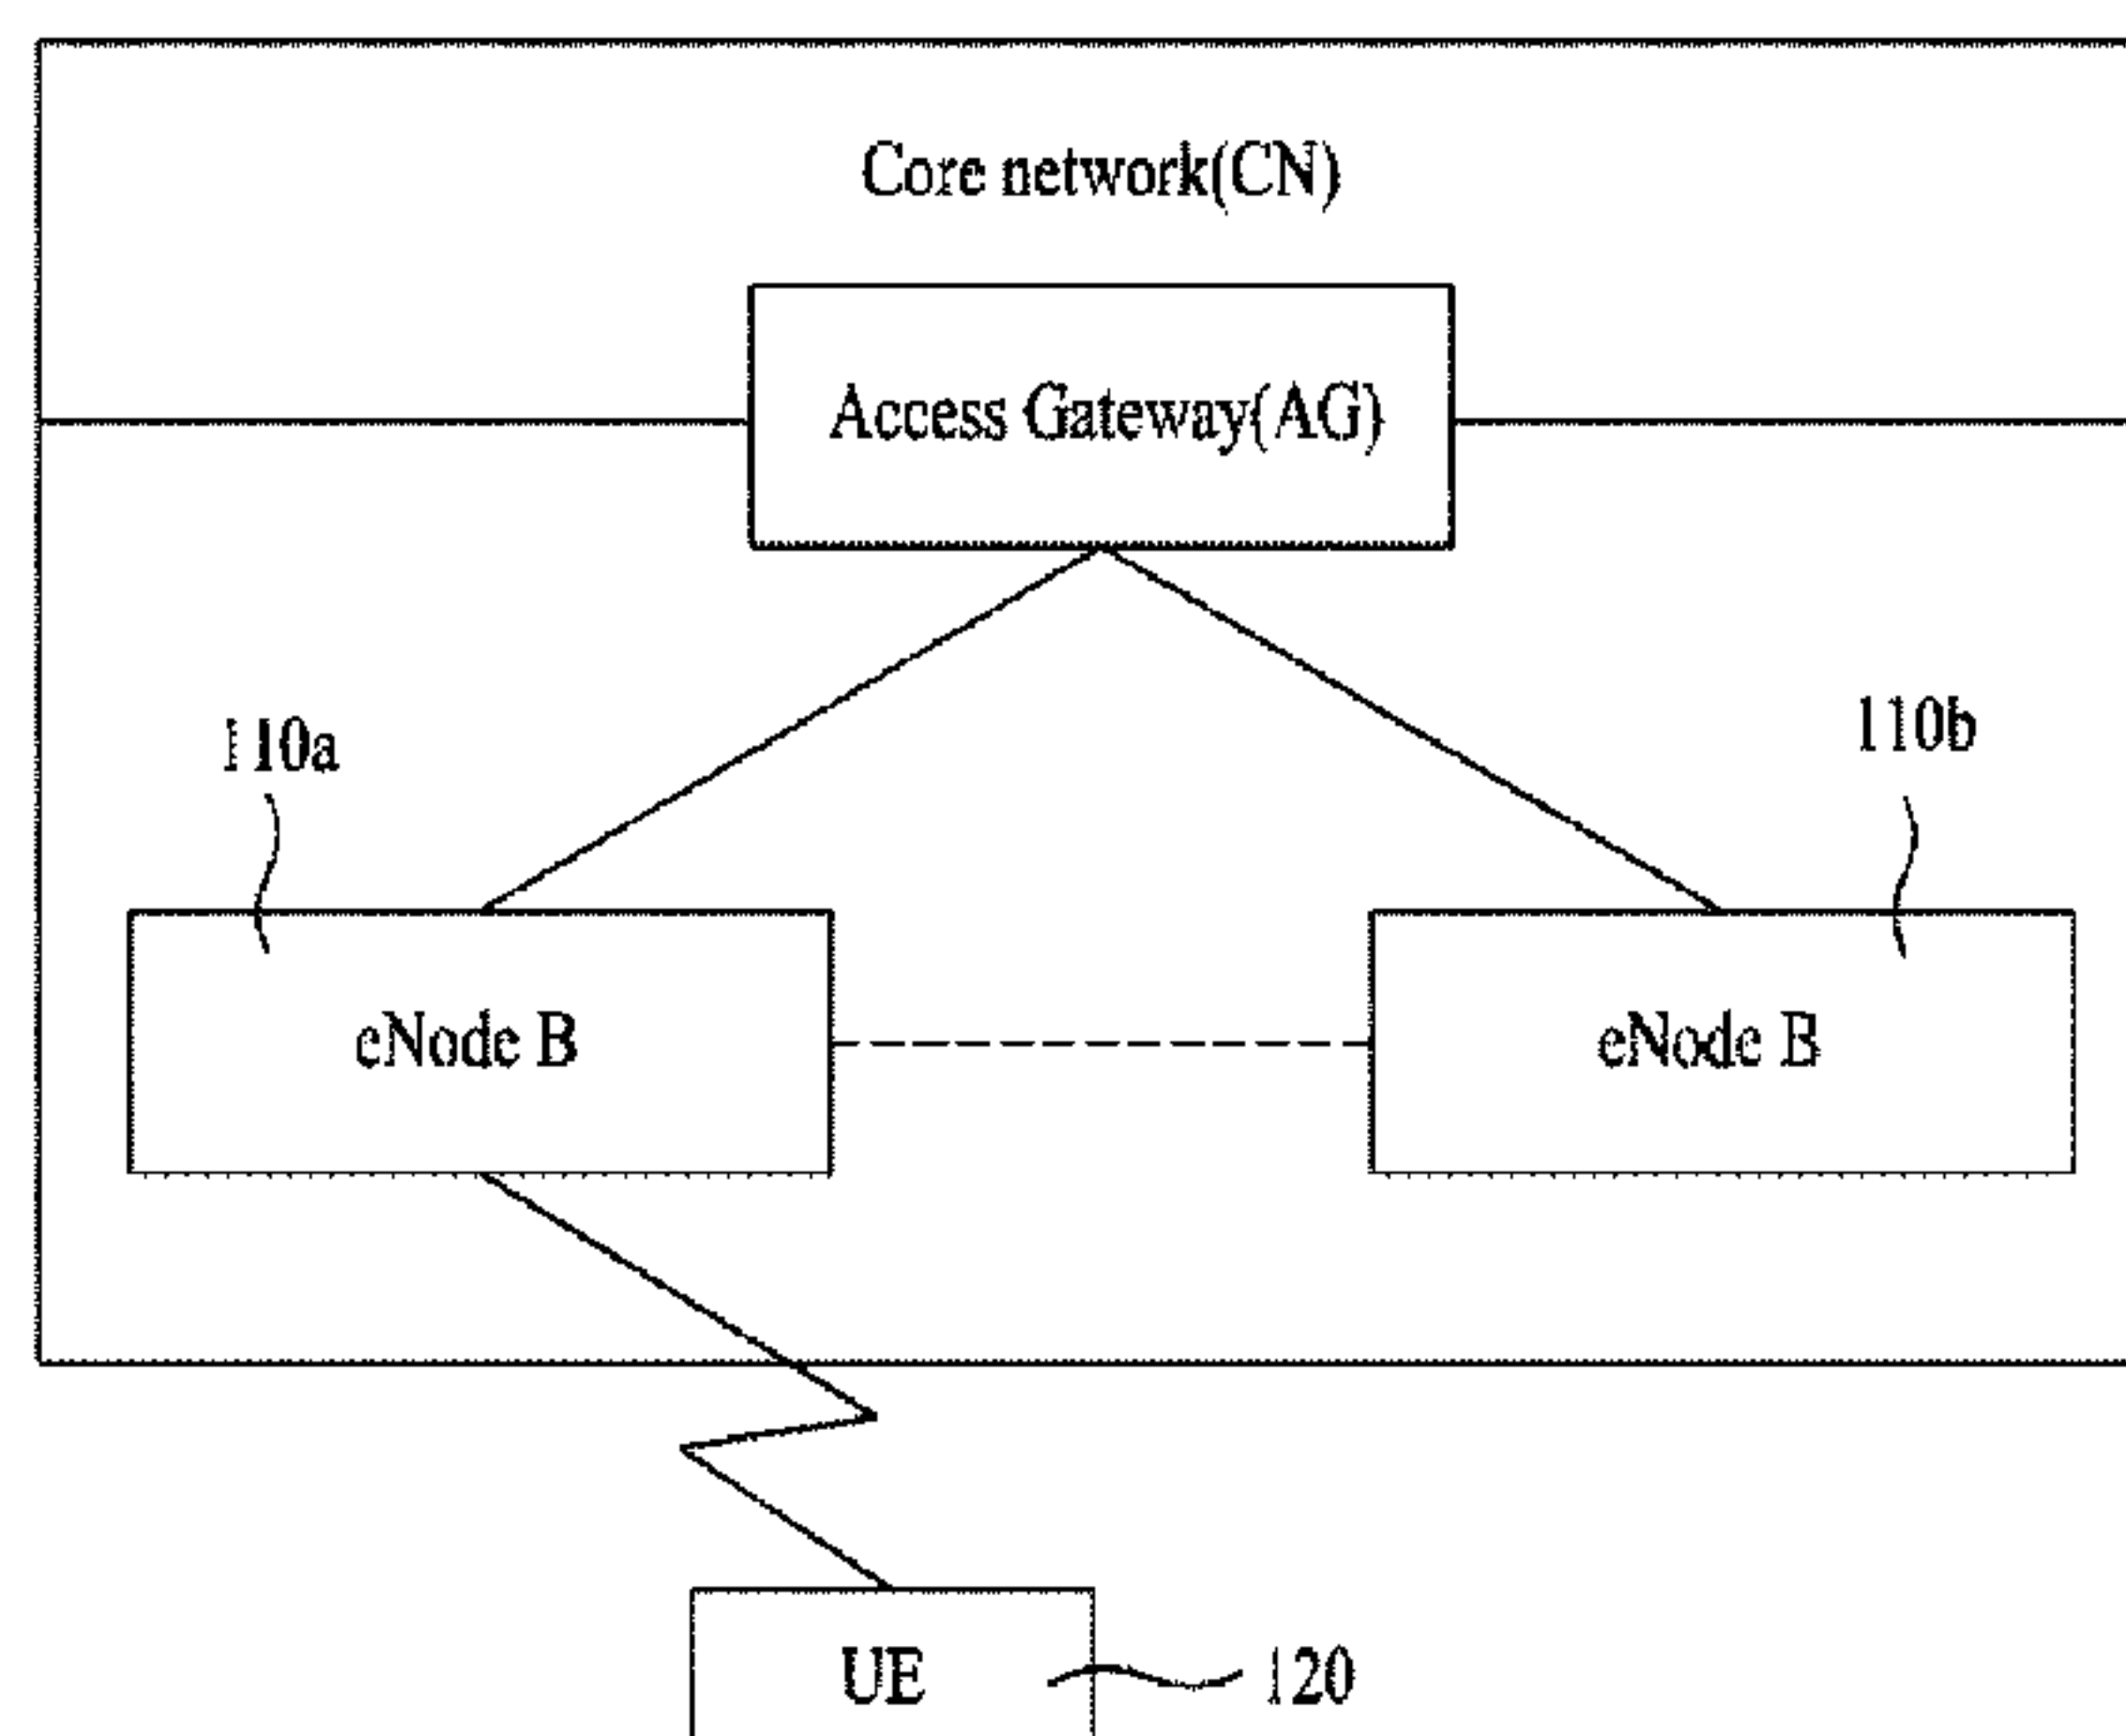 Core network(CN)
Access Gateway(AG)
110a
110b
eNode B
eNode B
UE
120